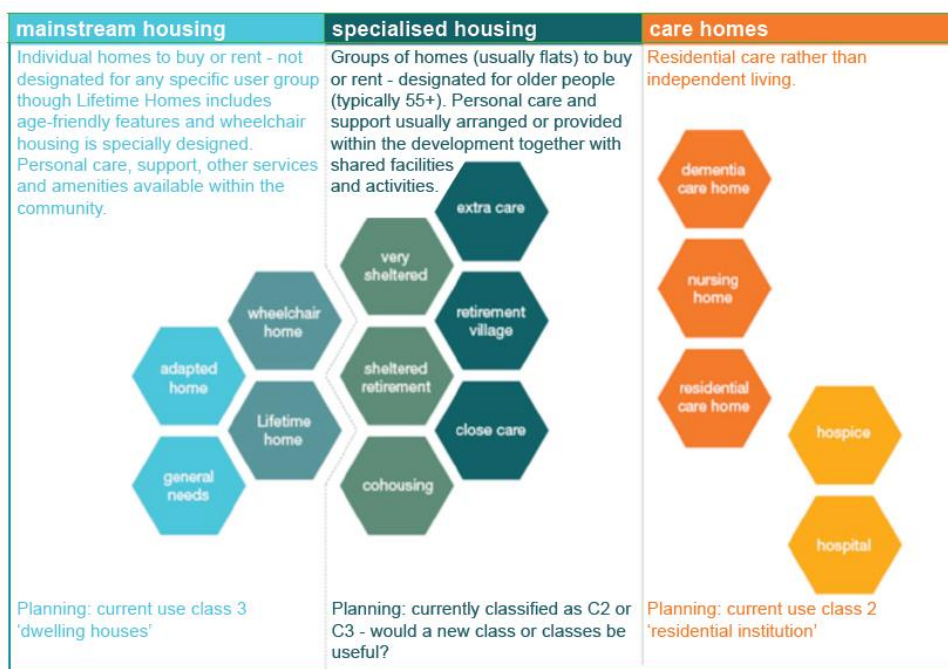 mainstream housing
Individual homes to buy or rent - not
designated for any specific user group
though Lifetime Homes includes
age-friendly features and wheelchair
housing is specially designed.
Personal care, support, other services
and amenities available within the
community.
wheelchair
home
adapted
home
Lifetime
home
general
needs
Planning: current use class 3
‘dwelling houses’
specialised housing
Groups of homes (usually flats) to buy
or rent - designated for older people
(typically 55+). Personal care and
support usually arranged or provided
within the development together with
shared facilities
and activities.
extra care
very
sheltered
retirement
village
sheltered
retirement
close care
cohousing
Planning: currently classified as C2 or
C3 - would a new class or classes be
useful?
care homes
Residential care rather than
independent living.
dementia
care home
nursing
home
residential
care home
hospice
hospital
Planning: current use class 2
‘residential institution’